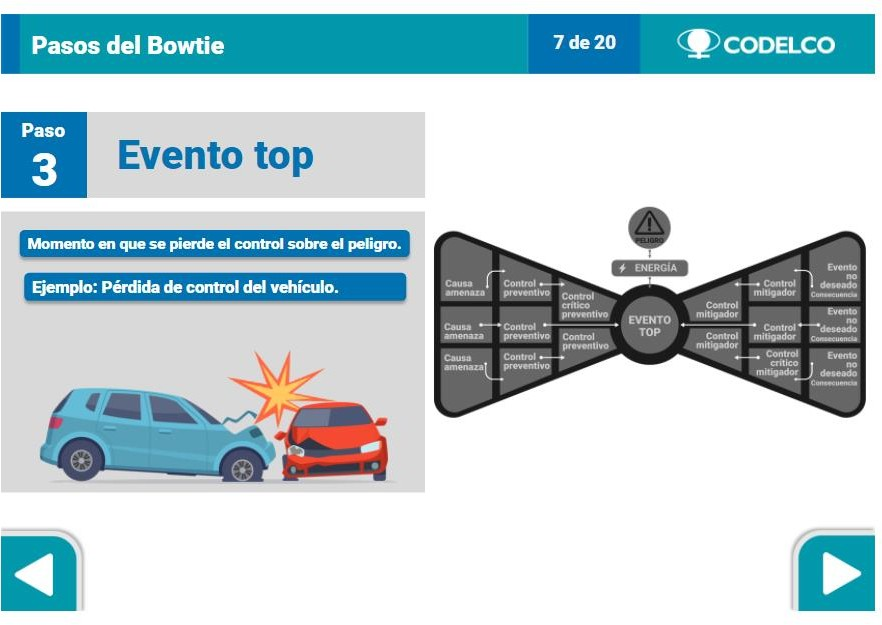 Pasos del Bowtie
7 de 20
CODELCO
Paso
3
Evento top
Momento en que se pierde el control sobre el peligro.
Ejemplo: Pérdida de control del vehículo.
PELIGRO
ENERGÍA
EVENTO
TOP
Causa
amenaza
Control
preventivo
Control
crítico
preventivo
Causa
amenaza
Control
preventivo
Control
preventivo
Causa
amenaza
Control
preventivo
Control
mitigador
Control
mitigador
Evento
no
deseado
Consecuencia
Control
mitigador
Control
mitigador
Evento
no
deseado
Consecuencia
Control
crítico
mitigador
Evento
no
deseado
Consecuencia